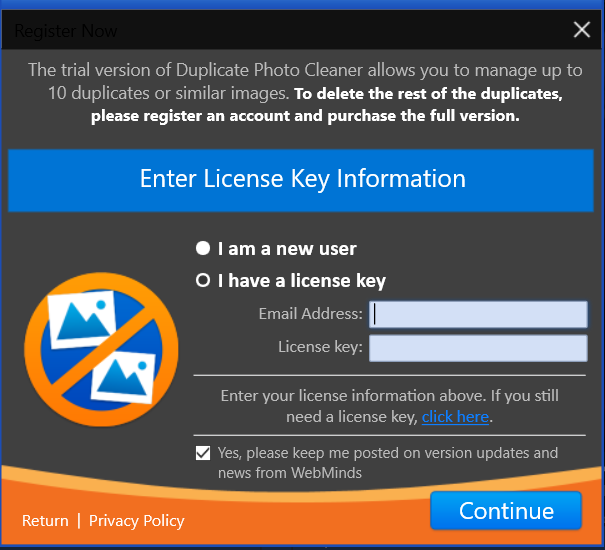 Register Now
The trial version of Duplicate Photo Cleaner allows you to manage up to
10 duplicates or similar images. To delete the rest of the duplicates,
please register an account and purchase the full version.
Enter License Key Information
I am a new user
I have a license key
Email Address:
License key:
Enter your license information above. If you still
need a license key, click here.
Yes, please keep me posted on version updates and
news from WebMinds
Return | Privacy Policy
Continue